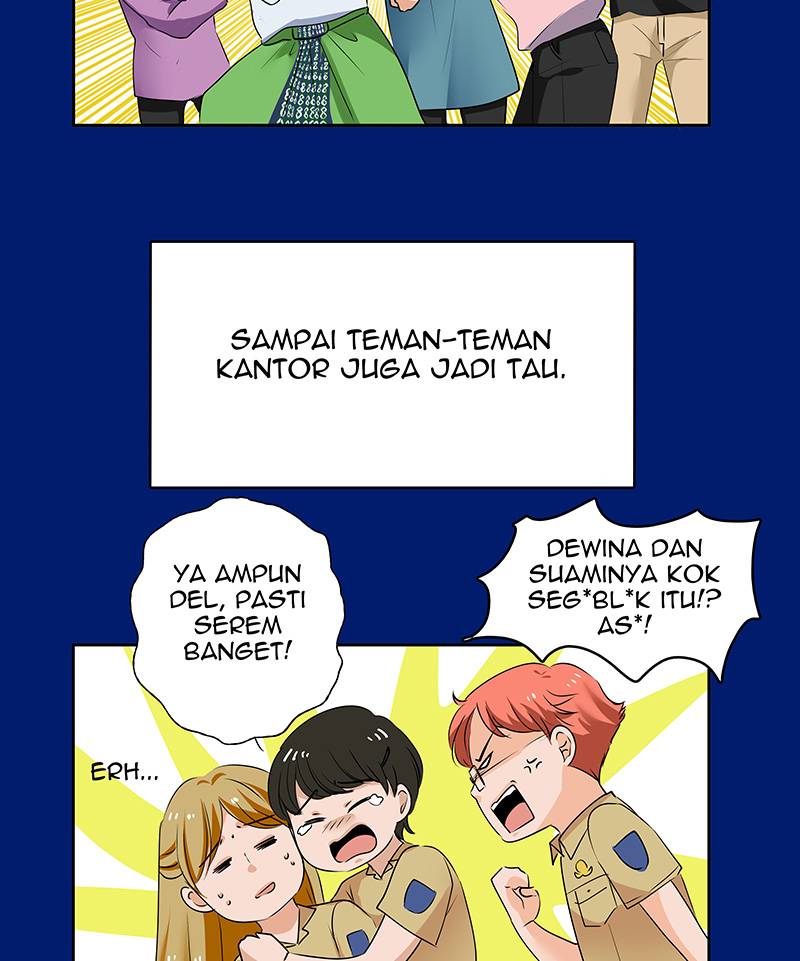 SAMPAI TEMAN-TEMAN
KANTOR JUGA JADI TAU.
YA AMPUN
DEL, PASTI
SEREM
BANGET!
DEWINA DAN
SUAMINYA KOK
SEG*BL*K ITU!?
AS*!
ERH...